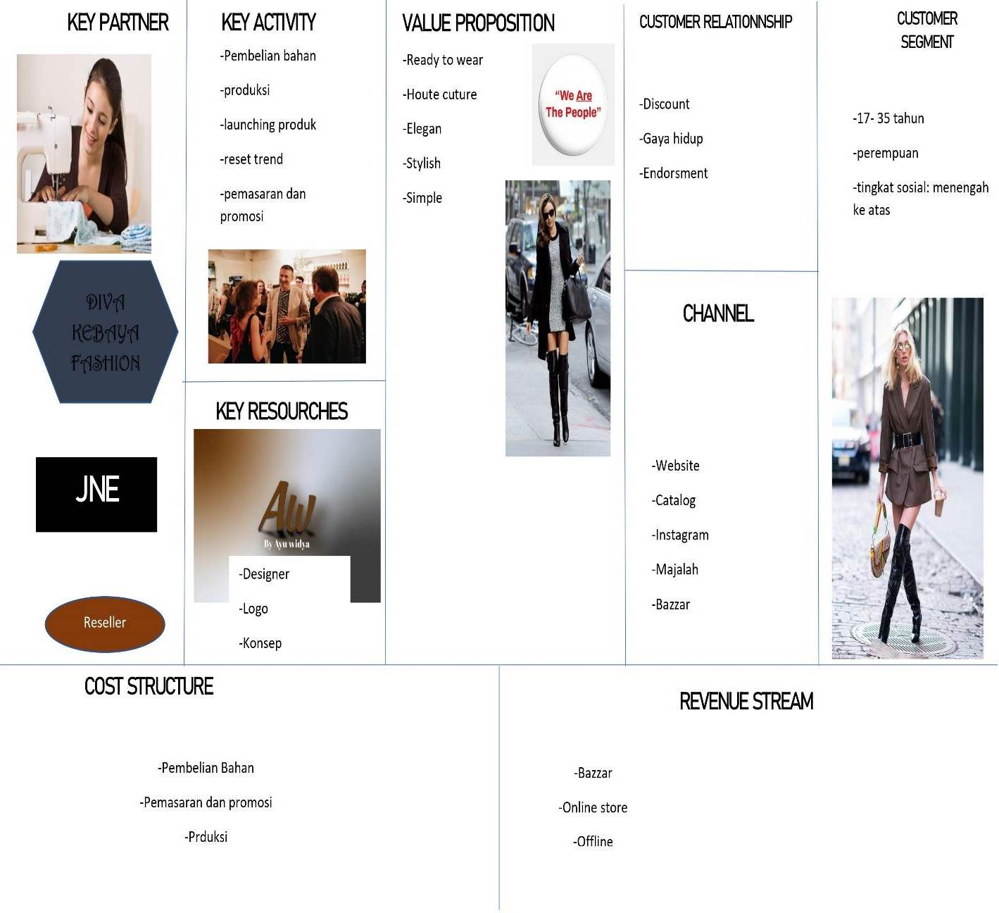 KEY PARTNER
DIVA
KEBAYA
FASHION
JNE
Reseller
KEY ACTIVITY
-Pembelian bahan
-produksi
-launching produk
-reset trend
-pemasaran dan
promosi
KEY RESOURCHES
Aw
By Ayu widya
-Designer
-Logo
-Konsep
VALUE PROPOSITION
-Ready to wear
-Houte cuture
-Elegan
-Stylish
-Simple
“We Are
The People”
CUSTOMER RELATIONNSHIP
-Discount
-Gaya hidup
-Endorsment
CHANNEL
-Website
-Catalog
-Instagram
-Majalah
-Bazzar
CUSTOMER
SEGMENT
-17- 35 tahun
-perempuan
-tingkat sosial: menengah
ke atas
COST STRUCTURE
-Pembelian Bahan
-Pemasaran dan promosi
-Prduksi
REVENUE STREAM
-Bazzar
-Online store
-Offline